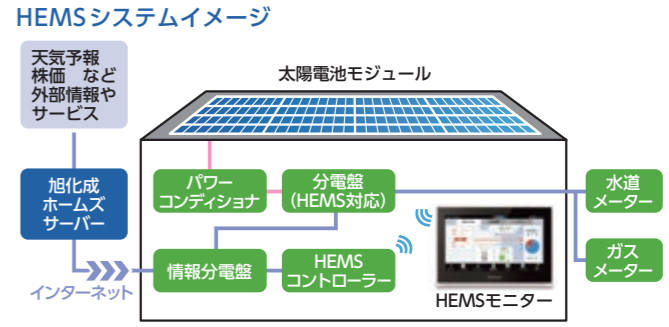 HEMSシステムイメージ
天気予報
株価　など
外部情報や
サービス
太陽電池モジュール
旭化成
ホームズ
サーバー
パワー
コンディショナ
分電盤
(HEMS対応)
水道
メーター
情報分電盤
HEMS
コントローラー
ガス
メーター
インターネット
HEMSモニター